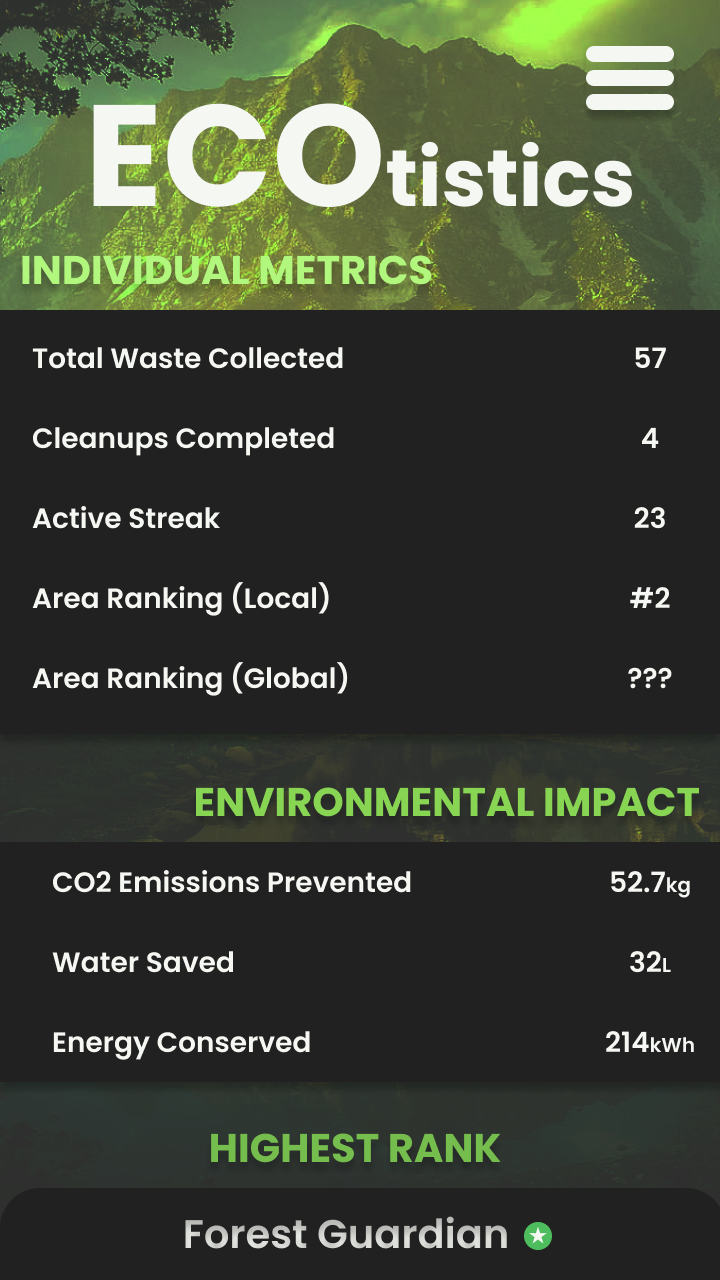 ECOtistics
INDIVIDUAL METRICS
Total Waste Collected 57
Cleanups Completed 4
Active Streak 23
Area Ranking (Local) #2
Area Ranking (Global) ???
ENVIRONMENTAL IMPACT
CO2 Emissions Prevented 52.7kg
Water Saved 32L
Energy Conserved 214kWh
HIGHEST RANK
Forest Guardian